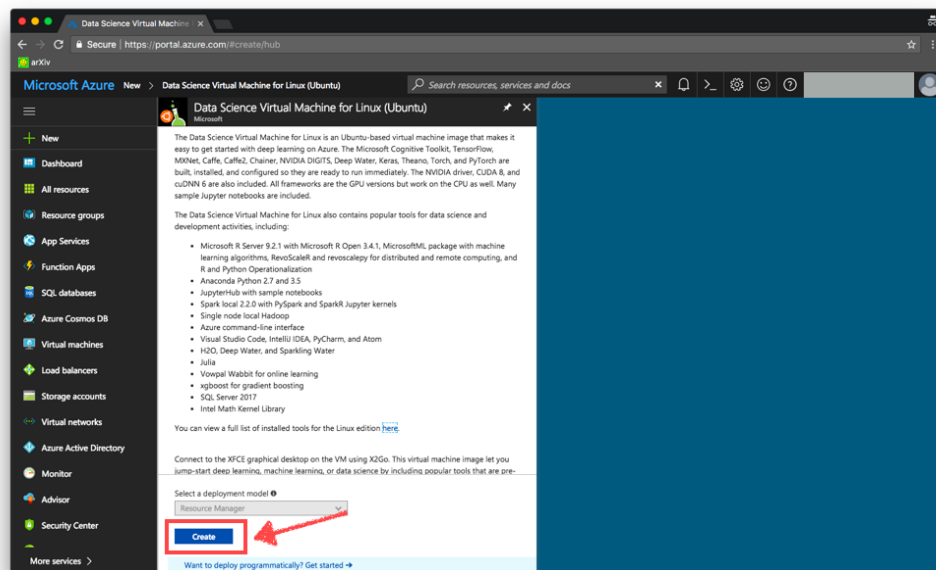 Data Science Virtual Machine
Secure | https://portal.azure.com/#create/hub
arXiv
Microsoft Azure New > Data Science Virtual Machine for Linux (Ubuntu)
Search resources, services and docs
New
Dashboard
All resources
Resource groups
App Services
Function Apps
SQL databases
Azure Cosmos DB
Virtual machines
Load balancers
Storage accounts
Virtual networks
Azure Active Directory
Monitor
Advisor
Security Center
More services >
Data Science Virtual Machine for Linux (Ubuntu)
Microsoft
The Data Science Virtual Machine for Linux is an Ubuntu-based virtual machine image that makes it
easy to get started with deep learning on Azure. The Microsoft Cognitive Toolkit, TensorFlow,
MXNet, Caffe, Caffe2, Chainer, NVIDIA DIGITS, Deep Water, Keras, Theano, Torch, and PyTorch are
built, installed, and configured so they are ready to run immediately. The NVIDIA driver, CUDA 8, and
cuDNN 6 are also included. All frameworks are the GPU versions but work on the CPU as well. Many
sample Jupyter notebooks are included.
The Data Science Virtual Machine for Linux also contains popular tools for data science and
development activities, including:
• Microsoft R Server 9.2.1 with Microsoft R Open 3.4.1, MicrosoftML package with machine
learning algorithms, RevoScaleR and revoscalepy for distributed and remote computing, and
R and Python Operationalization
• Anaconda Python 2.7 and 3.5
• JupyterHub with sample notebooks
• Spark local 2.2.0 with PySpark and SparkR Jupyter kernels
• Single node local Hadoop
• Azure command-line interface
• Visual Studio Code, IntelliJ IDEA, PyCharm, and Atom
• H2O, Deep Water, and Sparkling Water
• Julia
• Vowpal Wabbit for online learning
• xgboost for gradient boosting
• SQL Server 2017
• Intel Math Kernel Library
You can view a full list of installed tools for the Linux edition here.
Connect to the XFCE graphical desktop on the VM using X2Go. This virtual machine image let you
jump-start deep learning, machine learning, or data science by including popular tools that are pre-
Select a deployment model
Resource Manager
Create
Want to deploy programmatically? Get started ➔